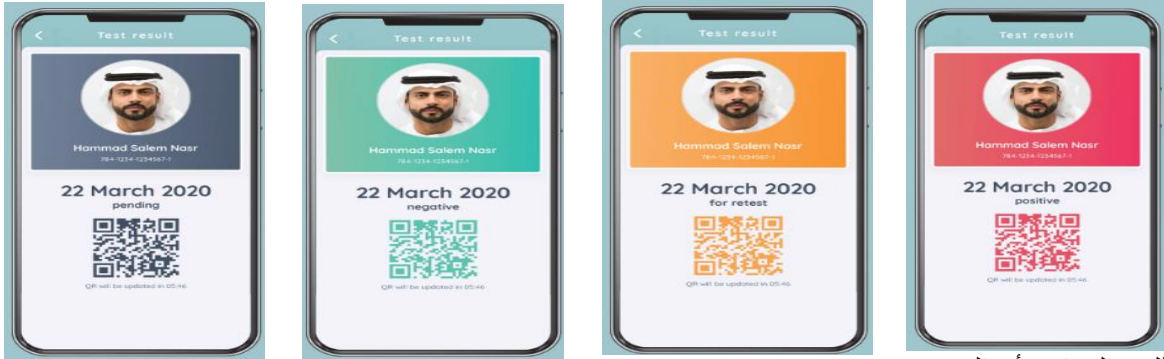 Test result
Hammad Salem Nasr
784-1234-1234567-1
22 March 2020
pending
QR will be updated in 05:46
Test result
Hammad Salem Nasr
784-1234-1234567-1
22 March 2020
negative
QR will be updated in 05:46
Test result
Hammad Salem Nasr
784-1234-1234567-1
22 March 2020
for retest
QR will be updated in 05:46
Test result
Hammad Salem Nasr
784-1234-1234567-1
22 March 2020
positive
QR will be updated in 05:46